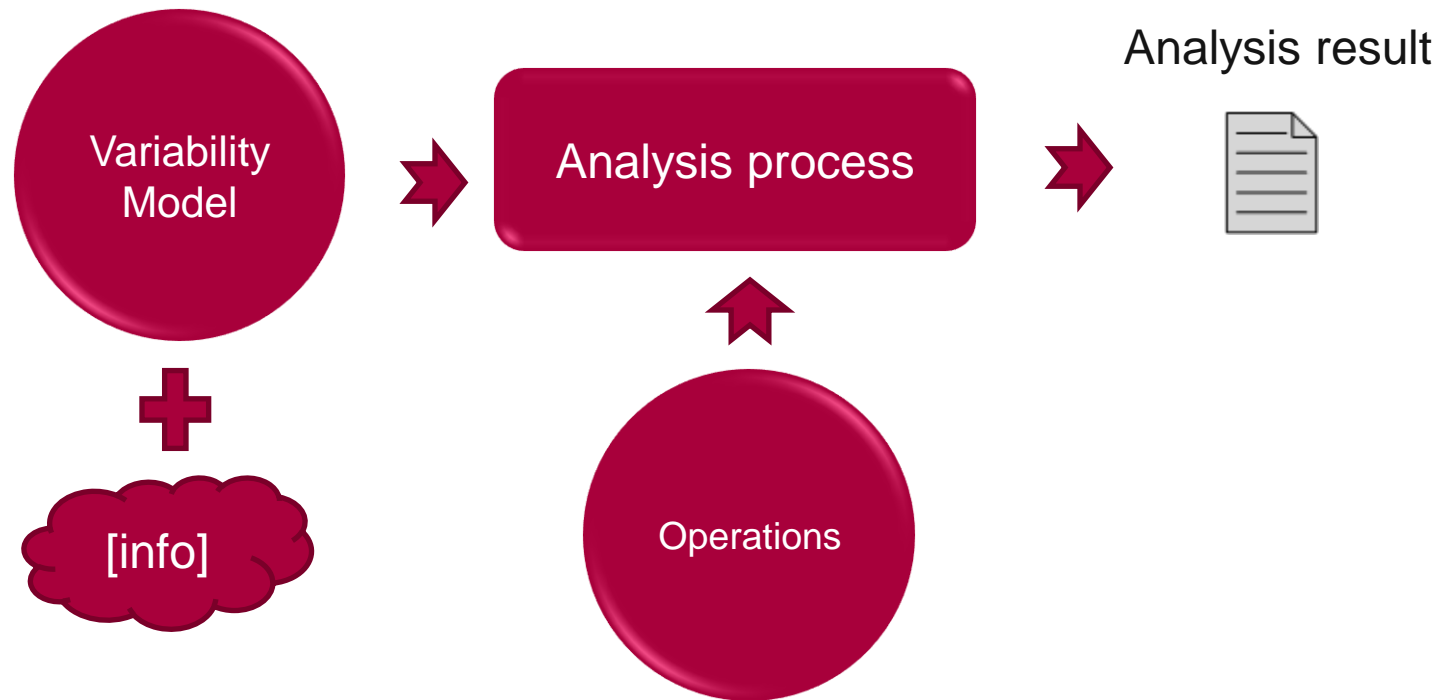 Variability
Model
Analysis process
Analysis result
[info]
Operations